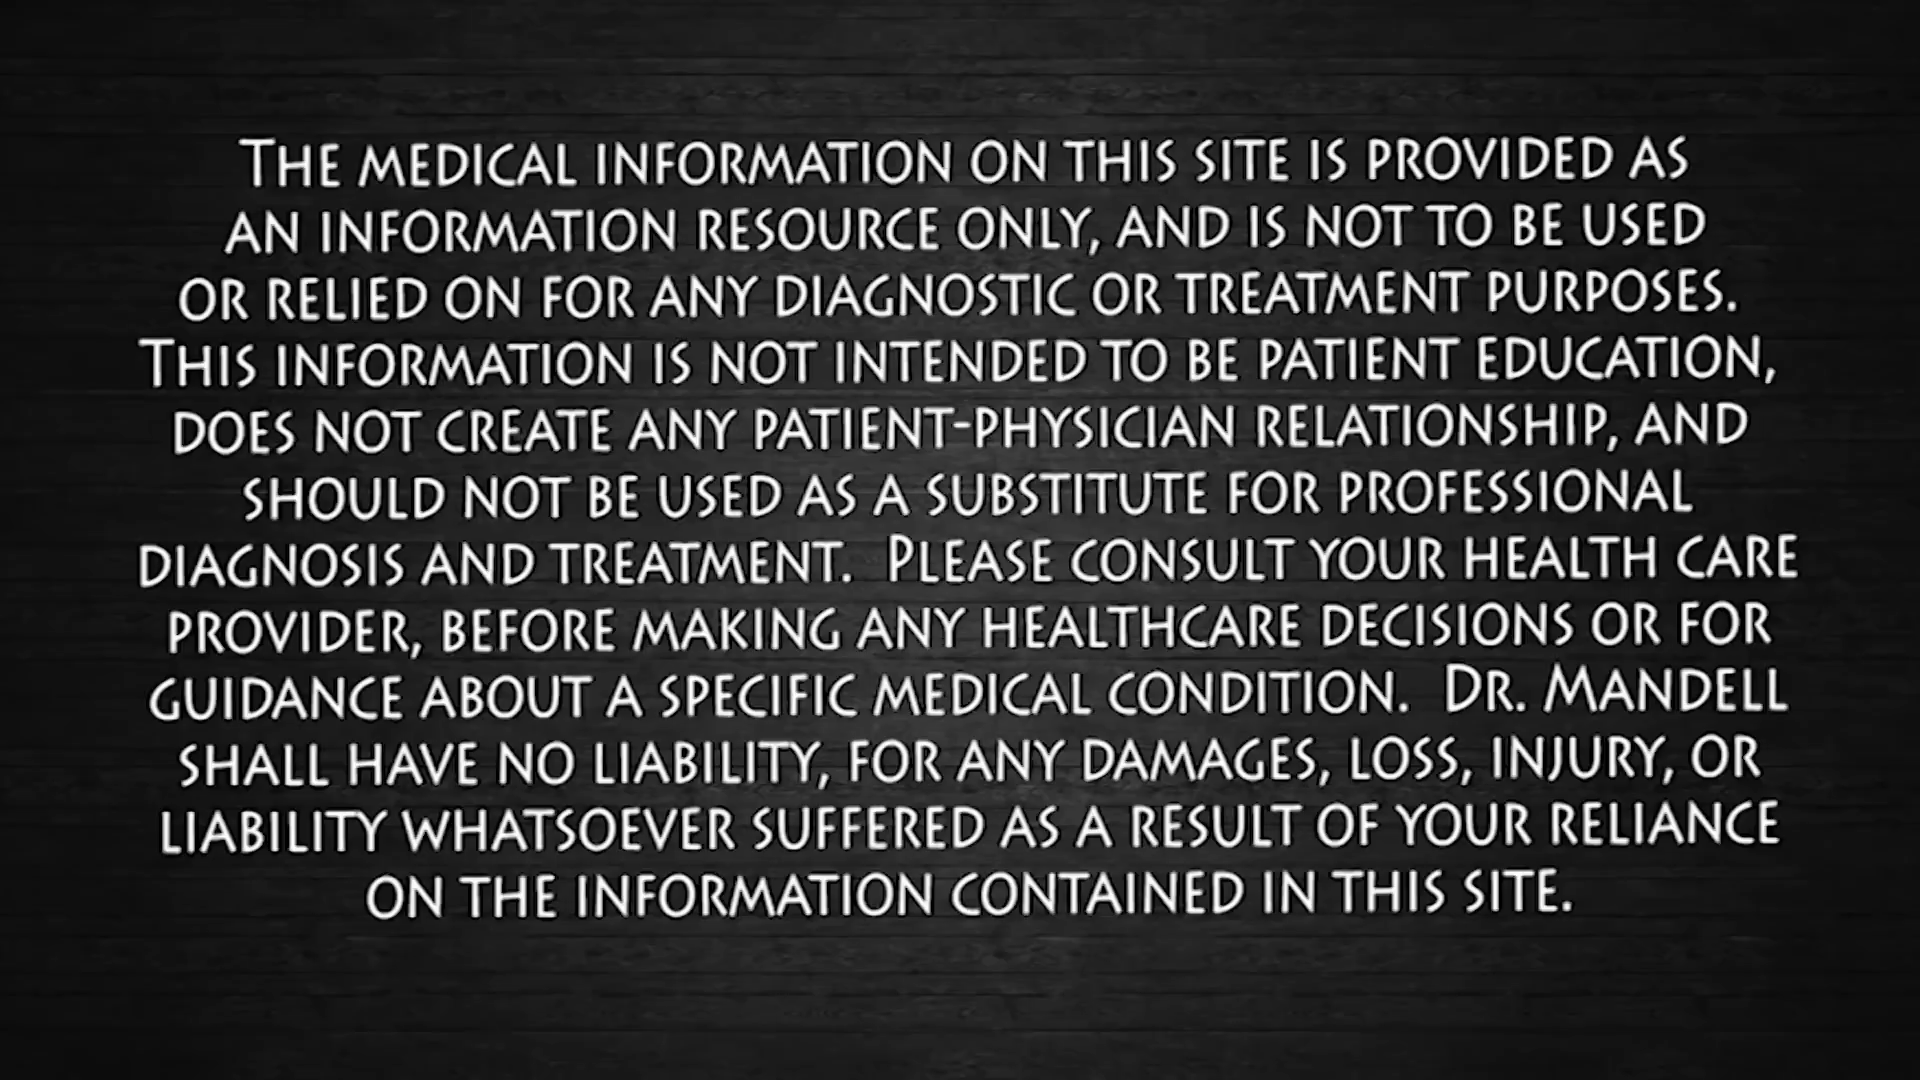 The medical information on this site is provided as
an information resource only, and is not to be used
or relied on for any diagnostic or treatment purposes.
This information is not intended to be patient education,
does not create any patient-physician relationship, and
should not be used as a substitute for professional
diagnosis and treatment. Please consult your health care
provider, before making any healthcare decisions or for
guidance about a specific medical condition. Dr. Mandell
shall have no liability, for any damages, loss, injury, or
liability whatsoever suffered as a result of your reliance
on the information contained in this site.